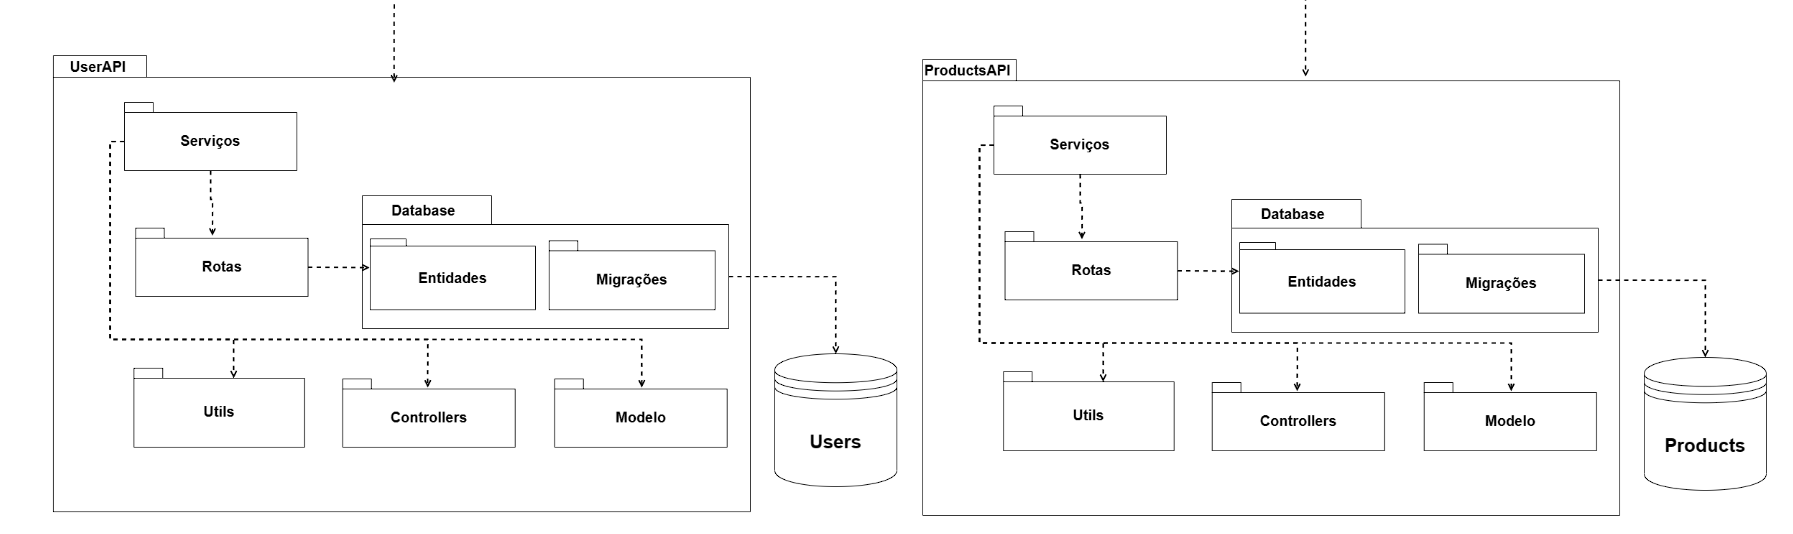 UserAPI
Serviços
Database
Rotas
Entidades
Migrações
Utils
Controllers
Modelo
Users
ProductsAPI
Serviços
Database
Rotas
Entidades
Migrações
Utils
Controllers
Modelo
Products